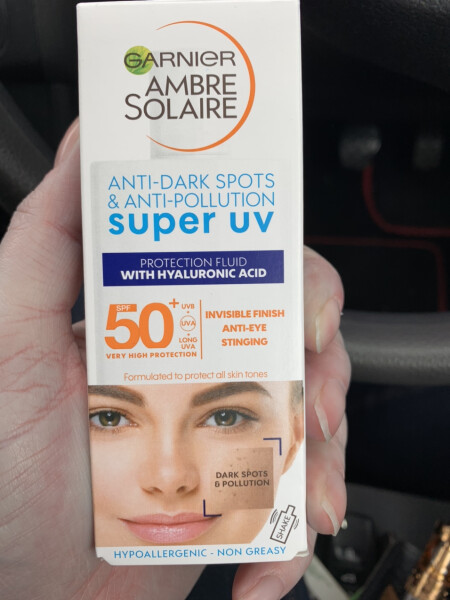 GARNIER
AMBRE
SOLAIRE
ANTI-DARK SPOTS
& ANTI-POLLUTION
super uv
PROTECTION FLUID
WITH HYALURONIC ACID
SPF
50+
VERY HIGH PROTECTION
UVB
+
UVA
+
LONG
UVA
INVISIBLE FINISH
ANTI-EYE
STINGING
Formulated to protect all skin tones
DARK SPOTS
& POLLUTION
SHAKE
HYPOALLERGENIC - NON GREASY